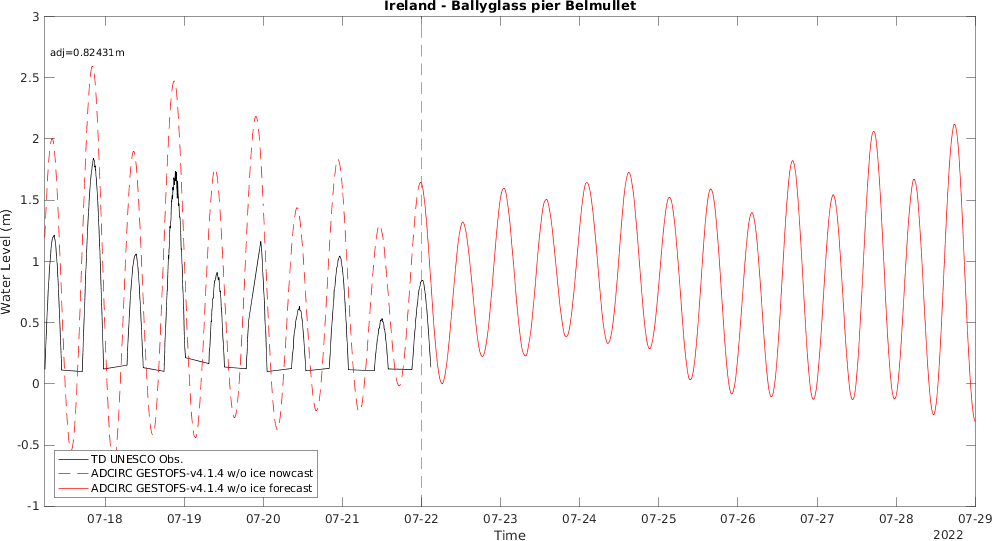 Ireland - Ballyglass pier Belmullet
adj=0.82431m
3
2.5
2
1.5
1
0.5
0
-0.5
-1
Water Level (m)
TD UNESCO Obs.
ADCIRC GESTOFS-v4.1.4 w/o ice nowcast
ADCIRC GESTOFS-v4.1.4 w/o ice forecast
07-18 07-19 07-20 07-21 07-22 07-23 07-24 07-25 07-26 07-27 07-28 07-29
Time
2022